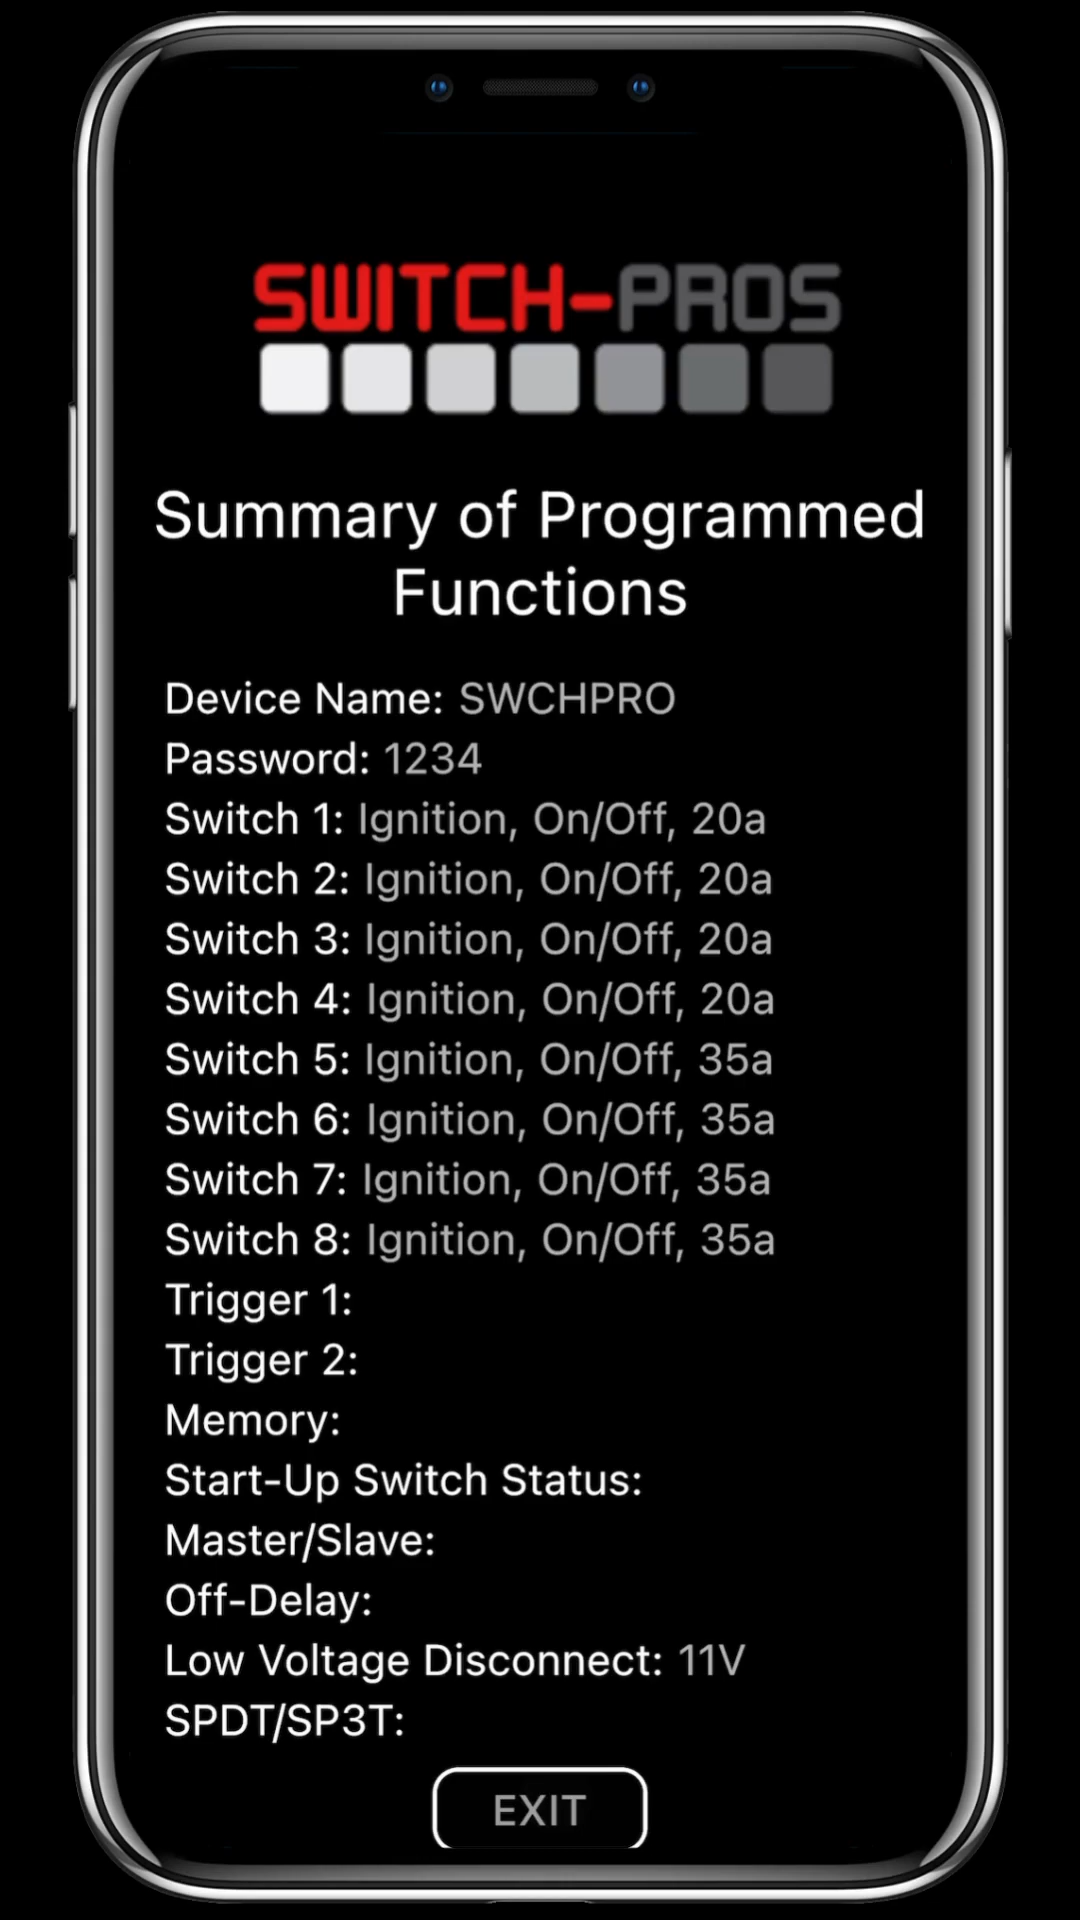 SWITCH-PROS
Summary of Programmed
Functions
Device Name: SWCHPRO
Password: 1234
Switch 1: Ignition, On/Off, 20a
Switch 2: Ignition, On/Off, 20a
Switch 3: Ignition, On/Off, 20a
Switch 4: Ignition, On/Off, 20a
Switch 5: Ignition, On/Off, 35a
Switch 6: Ignition, On/Off, 35a
Switch 7: Ignition, On/Off, 35a
Switch 8: Ignition, On/Off, 35a
Trigger 1:
Trigger 2:
Memory:
Start-Up Switch Status:
Master/Slave:
Off-Delay:
Low Voltage Disconnect: 11V
SPDT/SP3T:
EXIT